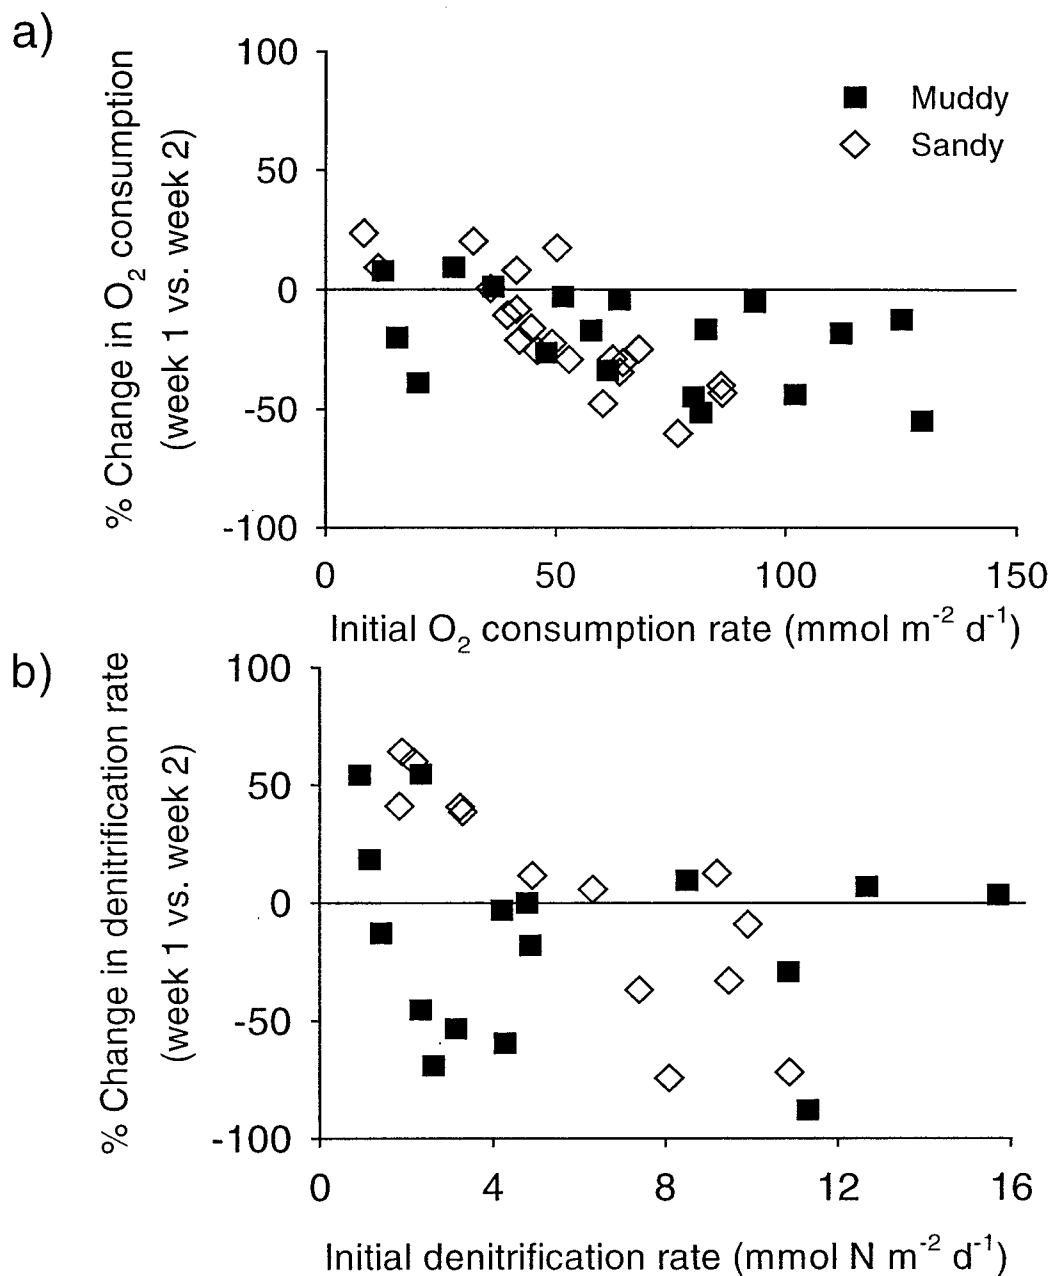 a)
% Change in O2 consumption
(week 1 vs. week 2)
100
50
0
-50
-100
Muddy
Sandy
0 50 100 150
Initial O2 consumption rate (mmol m-2 d-1)
b)
% Change in denitrification rate
(week 1 vs. week 2)
100
50
0
-50
-100
0 4 8 12 16
Initial denitrification rate (mmol N m-2 d-1)